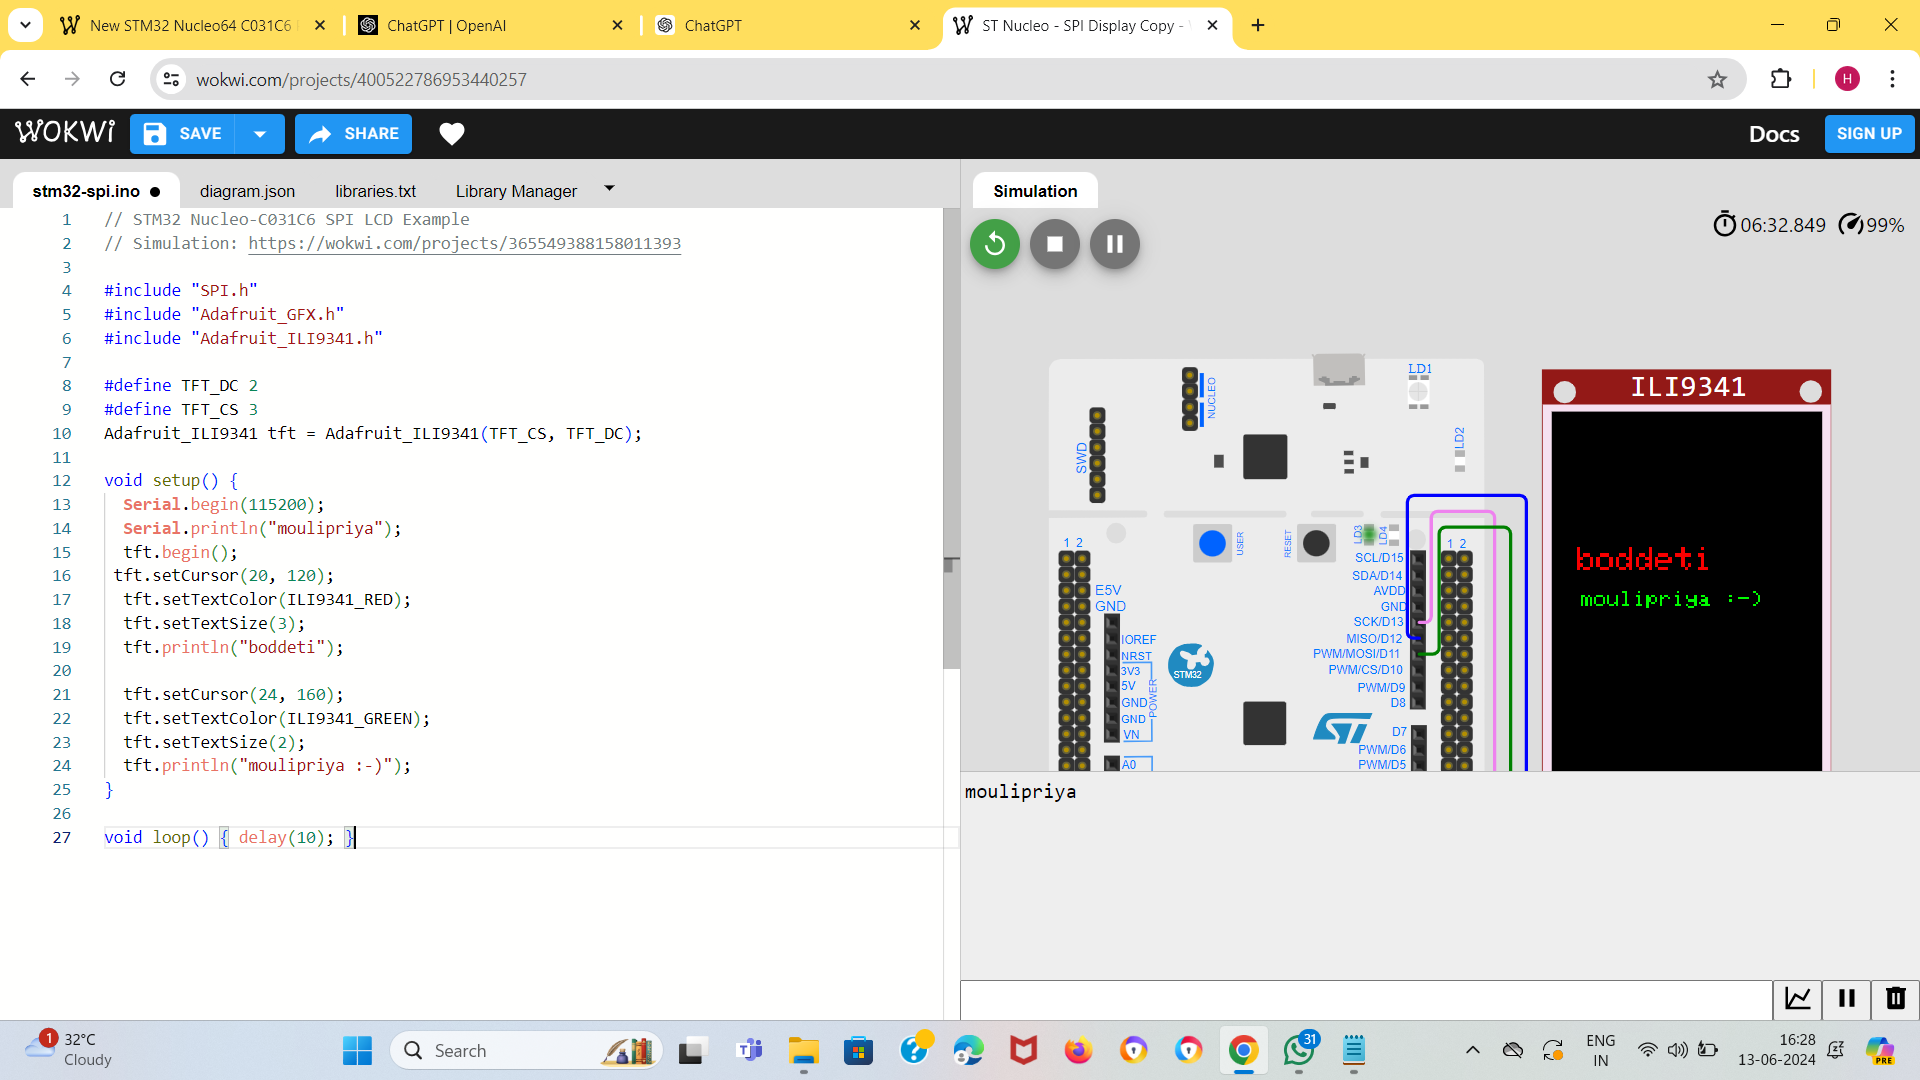 New STM32 Nucleo64 C031C6
ChatGPT | OpenAI
ChatGPT
ST Nucleo - SPI Display Copy -
wokwi.com/projects/400522786953440257
H
WOKWi
SAVE
SHARE
Docs
SIGN UP
stm32-spi.ino
diagram.json
libraries.txt
Library Manager
Simulation
06:32.849
99%
1 // STM32 Nucleo-C031C6 SPI LCD Example
2 // Simulation: https://wokwi.com/projects/365549388158011393
3
4 #include "SPI.h"
5 #include "Adafruit_GFX.h"
6 #include "Adafruit_ILI9341.h"
7
8 #define TFT_DC 2
9 #define TFT_CS 3
10 Adafruit_ILI9341 tft = Adafruit_ILI9341(TFT_CS, TFT_DC);
11
12 void setup() {
13 Serial.begin(115200);
14 Serial.println("moulipriya");
15 tft.begin();
16 tft.setCursor(20, 120);
17 tft.setTextColor(ILI9341_RED);
18 tft.setTextSize(3);
19 tft.println("boddeti");
20
21 tft.setCursor(24, 160);
22 tft.setTextColor(ILI9341_GREEN);
23 tft.setTextSize(2);
24 tft.println("moulipriya :-)");
25 }
26
27 void loop() { delay(10); }
NUCLEO
LD1
SWD
LD2
USER
RESET
LD3
LD4
1 2
1 2
E5V
GND
IOREF
NRST
3V3
5V
GND
GND
VN
POWER
A0
STM32
ST
SCL/D15
SDA/D14
AVDD
GND
SCK/D13
MISO/D12
PWM/MOSI/D11
PWM/CS/D10
PWM/D9
D8
D7
PWM/D6
PWM/D5
ILI9341
boddeti
moulipriya :-)
moulipriya
1
32°C
Cloudy
Search
31
ENG
IN
16:28
13-06-2024
PRE